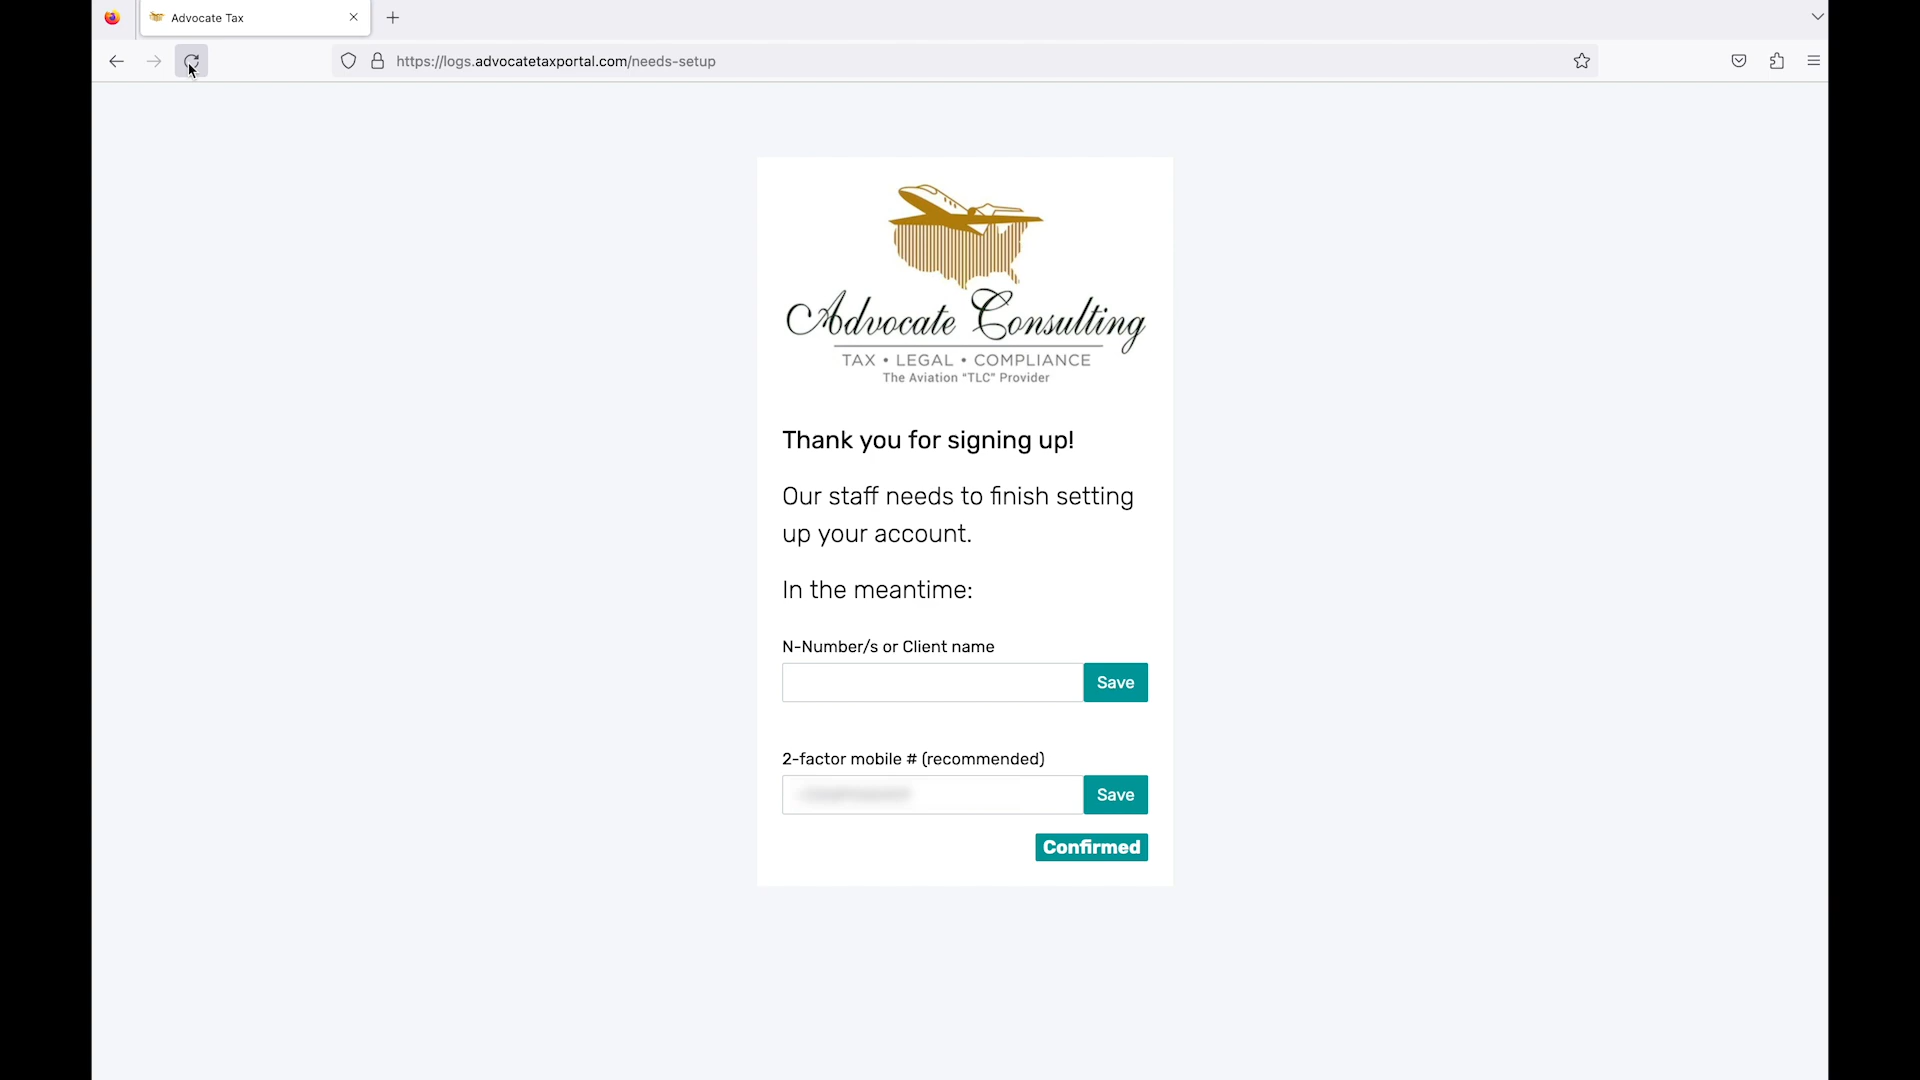 Advocate Tax
https://logs.advocatetaxportal.com/needs-setup
Advocate Consulting
TAX • LEGAL • COMPLIANCE
The Aviation "TLC" Provider
Thank you for signing up!
Our staff needs to finish setting
up your account.
In the meantime:
N-Number/s or Client name
Save
2-factor mobile # (recommended)
Save
Confirmed